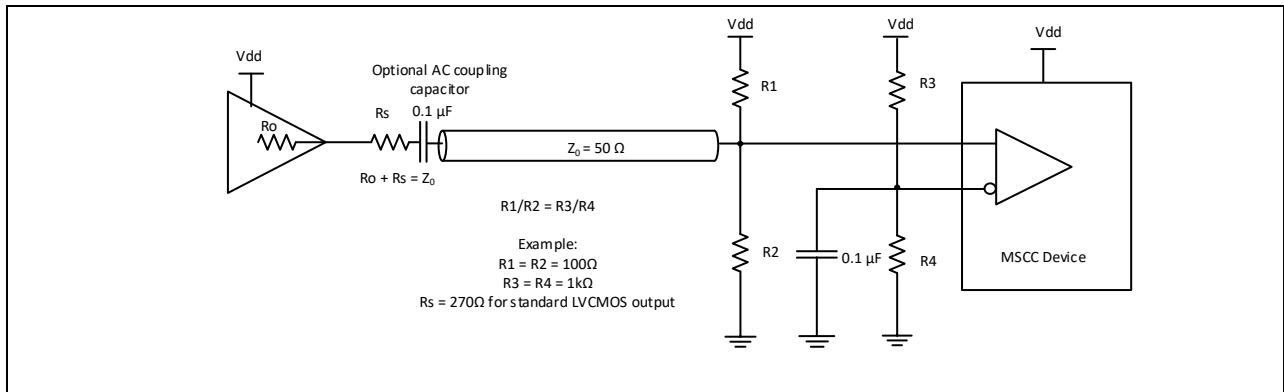 Vdd
Vdd
Vdd
Vdd
Optional AC coupling
capacitor
0.1 µF
Ro
Rs
R1
R3
Z₀ = 50 Ω
Ro + Rs = Z₀
R1/R2 = R3/R4
Example:
R1 = R2 = 100Ω
R3 = R4 = 1kΩ
Rs = 270Ω for standard LVCMOS output
R2
0.1 µF
R4
MSCC Device